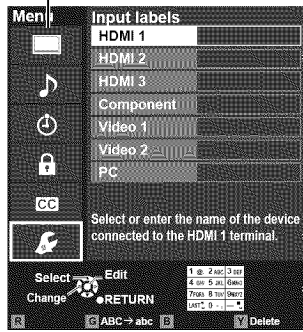 Menu
Input labels
HDMI 1
HDMI 2
HDMI 3
Component
Video 1
Video 2
PC
CC
Select or enter the name of the device
connected to the HDMI 1 terminal.
Select
Edit
Change
RETURN
1 @. 2 ABC 3 DEF
4 GHI 5 JKL 6 MNO
7 PQRS 8 TUV 9 WXYZ
LAST 0 - .
R
G ABC→abc
B
Y Delete